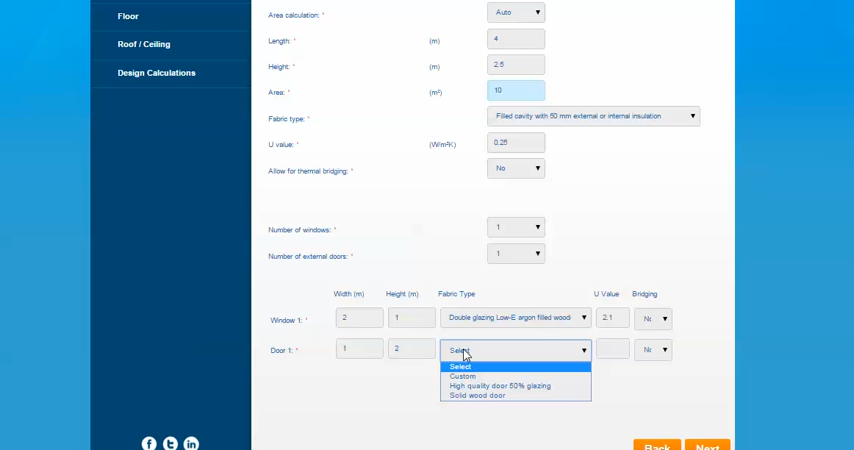 Floor
Roof / Ceiling
Design Calculations
Area calculation: * Auto
Length: * (m) 4
Height: * (m) 2.5
Area: * (m²) 10
Fabric type: * Filled cavity with 50 mm external or internal insulation
U value: * (W/m²K) 0.25
Allow for thermal bridging: * No
Number of windows: * 1
Number of external doors: * 1
Width (m) Height (m) Fabric Type U Value Bridging
Window 1: * 2 1 Double glazing Low-E argon filled wood 2.1 Nc
Door 1: * 1 2 Select Nc
Select
Custom
High quality door 50% glazing
Solid wood door
Back Next